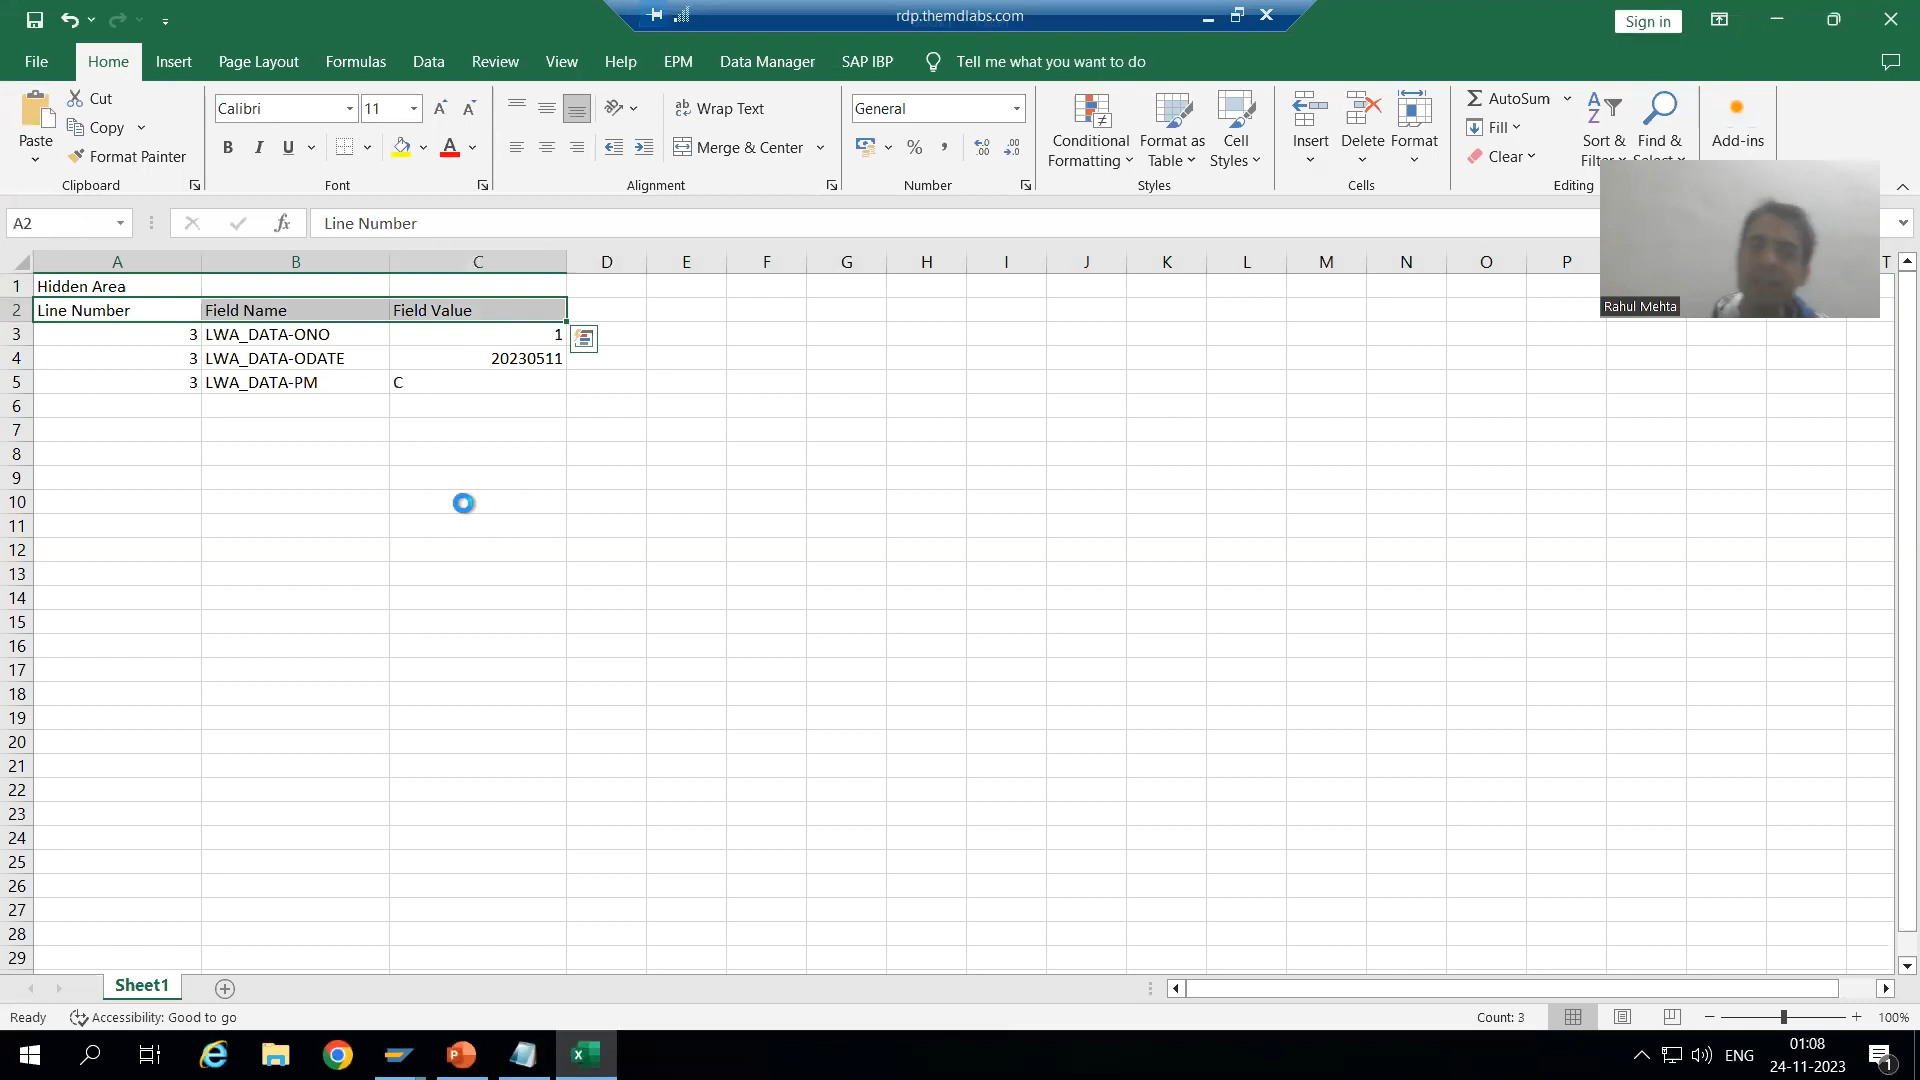 rdp.themdlabs.com
Sign in
File Home Insert Page Layout Formulas Data Review View Help EPM Data Manager SAP IBP Tell me what you want to do
Paste
Cut
Copy
Format Painter
Clipboard
Calibri 11
B I U A
Font
Wrap Text
Merge & Center
Alignment
General
%
Number
Conditional Formatting
Format as Table
Cell Styles
Styles
Insert
Delete
Format
Cells
AutoSum
Fill
Clear
Sort & Filter
Find & Select
Editing
Add-ins
A2 fx Line Number
A B C D E F G H I J K L M N O P T
1 Hidden Area
2 Line Number Field Name Field Value
3 3 LWA_DATA-ONO 1
4 3 LWA_DATA-ODATE 20230511
5 3 LWA_DATA-PM C
6
7
8
9
10
11
12
13
14
15
16
17
18
19
20
21
22
23
24
25
26
27
28
29
Rahul Mehta
Sheet1
Ready Accessibility: Good to go Count: 3 100%
ENG 01:08
24-11-2023
1